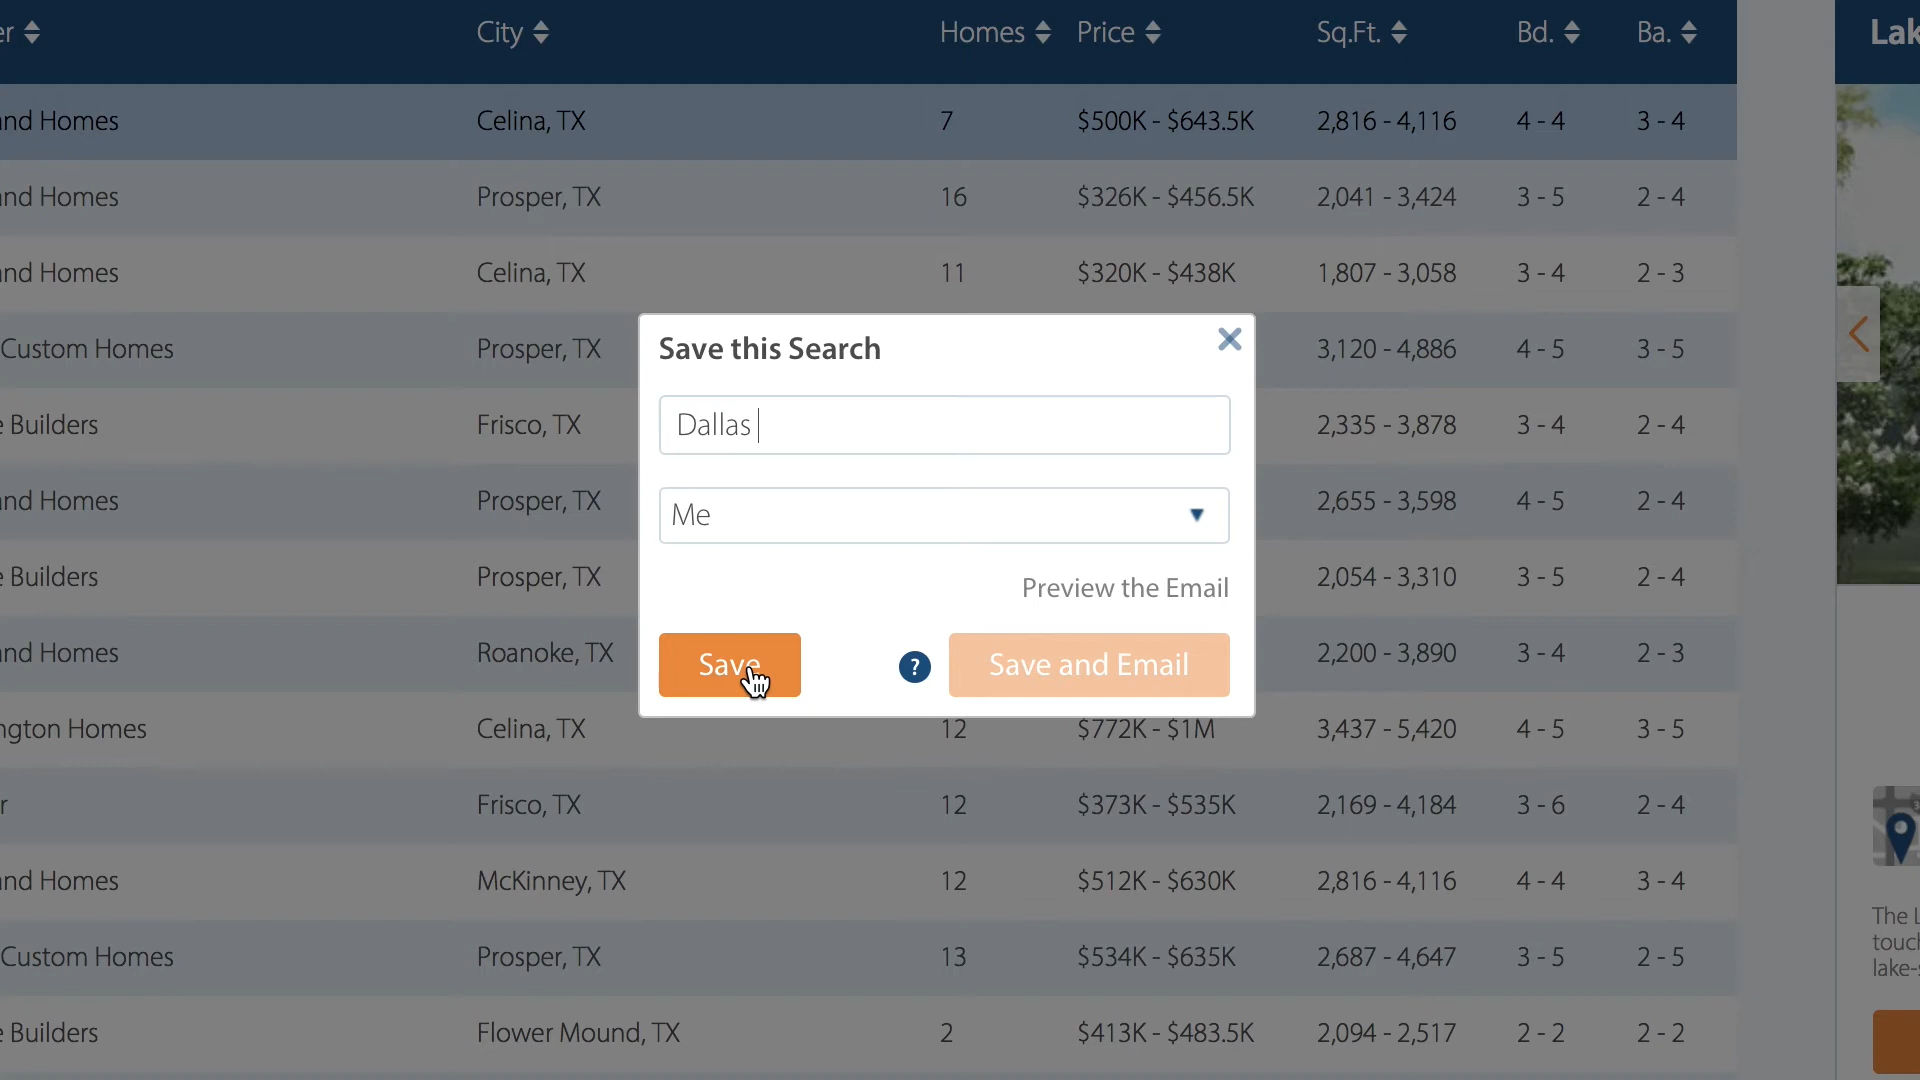 er City Homes Price Sq.Ft. Bd. Ba. Lak
and Homes Celina, TX 7 $500K - $643.5K 2,816 - 4,116 4 - 4 3 - 4
and Homes Prosper, TX 16 $326K - $456.5K 2,041 - 3,424 3 - 5 2 - 4
and Homes Celina, TX 11 $320K - $438K 1,807 - 3,058 3 - 4 2 - 3
Custom Homes Prosper, TX 3,120 - 4,886 4 - 5 3 - 5
e Builders Frisco, TX 2,335 - 3,878 3 - 4 2 - 4
and Homes Prosper, TX 2,655 - 3,598 4 - 5 2 - 4
e Builders Prosper, TX 2,054 - 3,310 3 - 5 2 - 4
and Homes Roanoke, TX 2,200 - 3,890 3 - 4 2 - 3
ngton Homes Celina, TX 12 $772K - $1M 3,437 - 5,420 4 - 5 3 - 5
r Frisco, TX 12 $373K - $535K 2,169 - 4,184 3 - 6 2 - 4
and Homes McKinney, TX 12 $512K - $630K 2,816 - 4,116 4 - 4 3 - 4
Custom Homes Prosper, TX 13 $534K - $635K 2,687 - 4,647 3 - 5 2 - 5
e Builders Flower Mound, TX 2 $413K - $483.5K 2,094 - 2,517 2 - 2 2 - 2
Save this Search
Dallas
Me
Preview the Email
Save ? Save and Email
The L
touch
lake-s